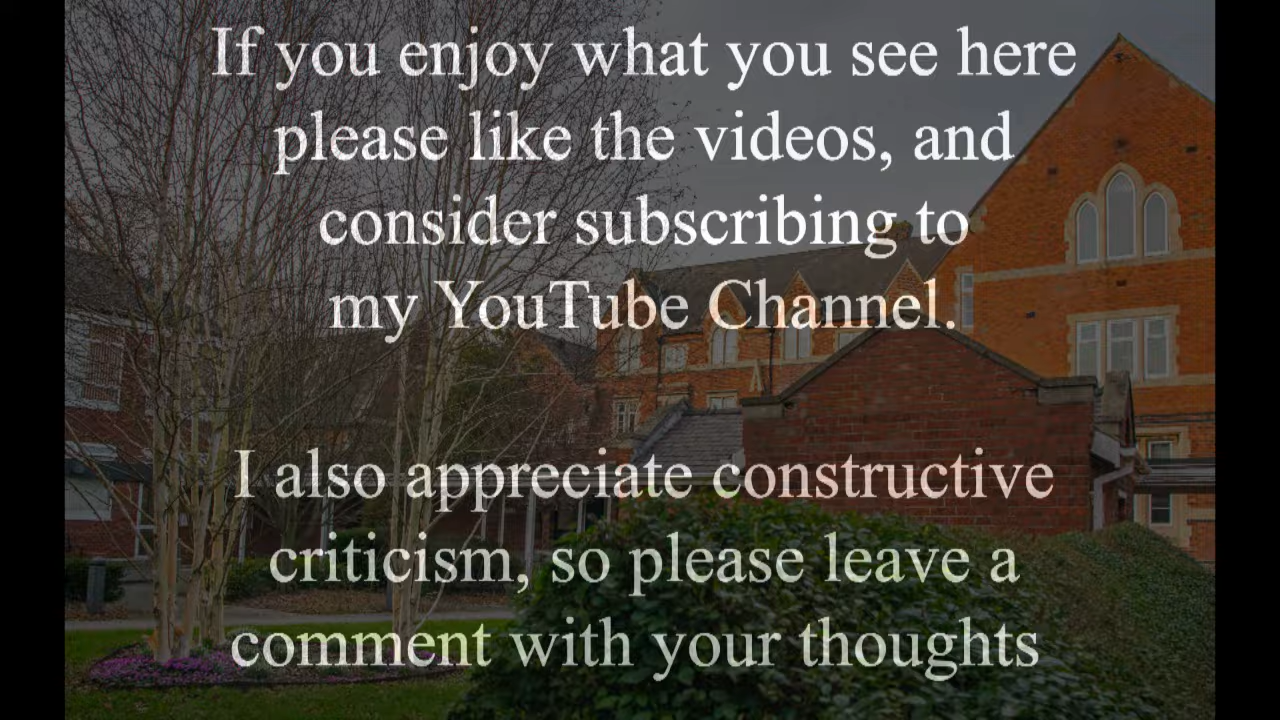 If you enjoy what you see here
please like the videos, and
consider subscribing to
my YouTube Channel.
I also appreciate constructive
criticism, so please leave a
comment with your thoughts